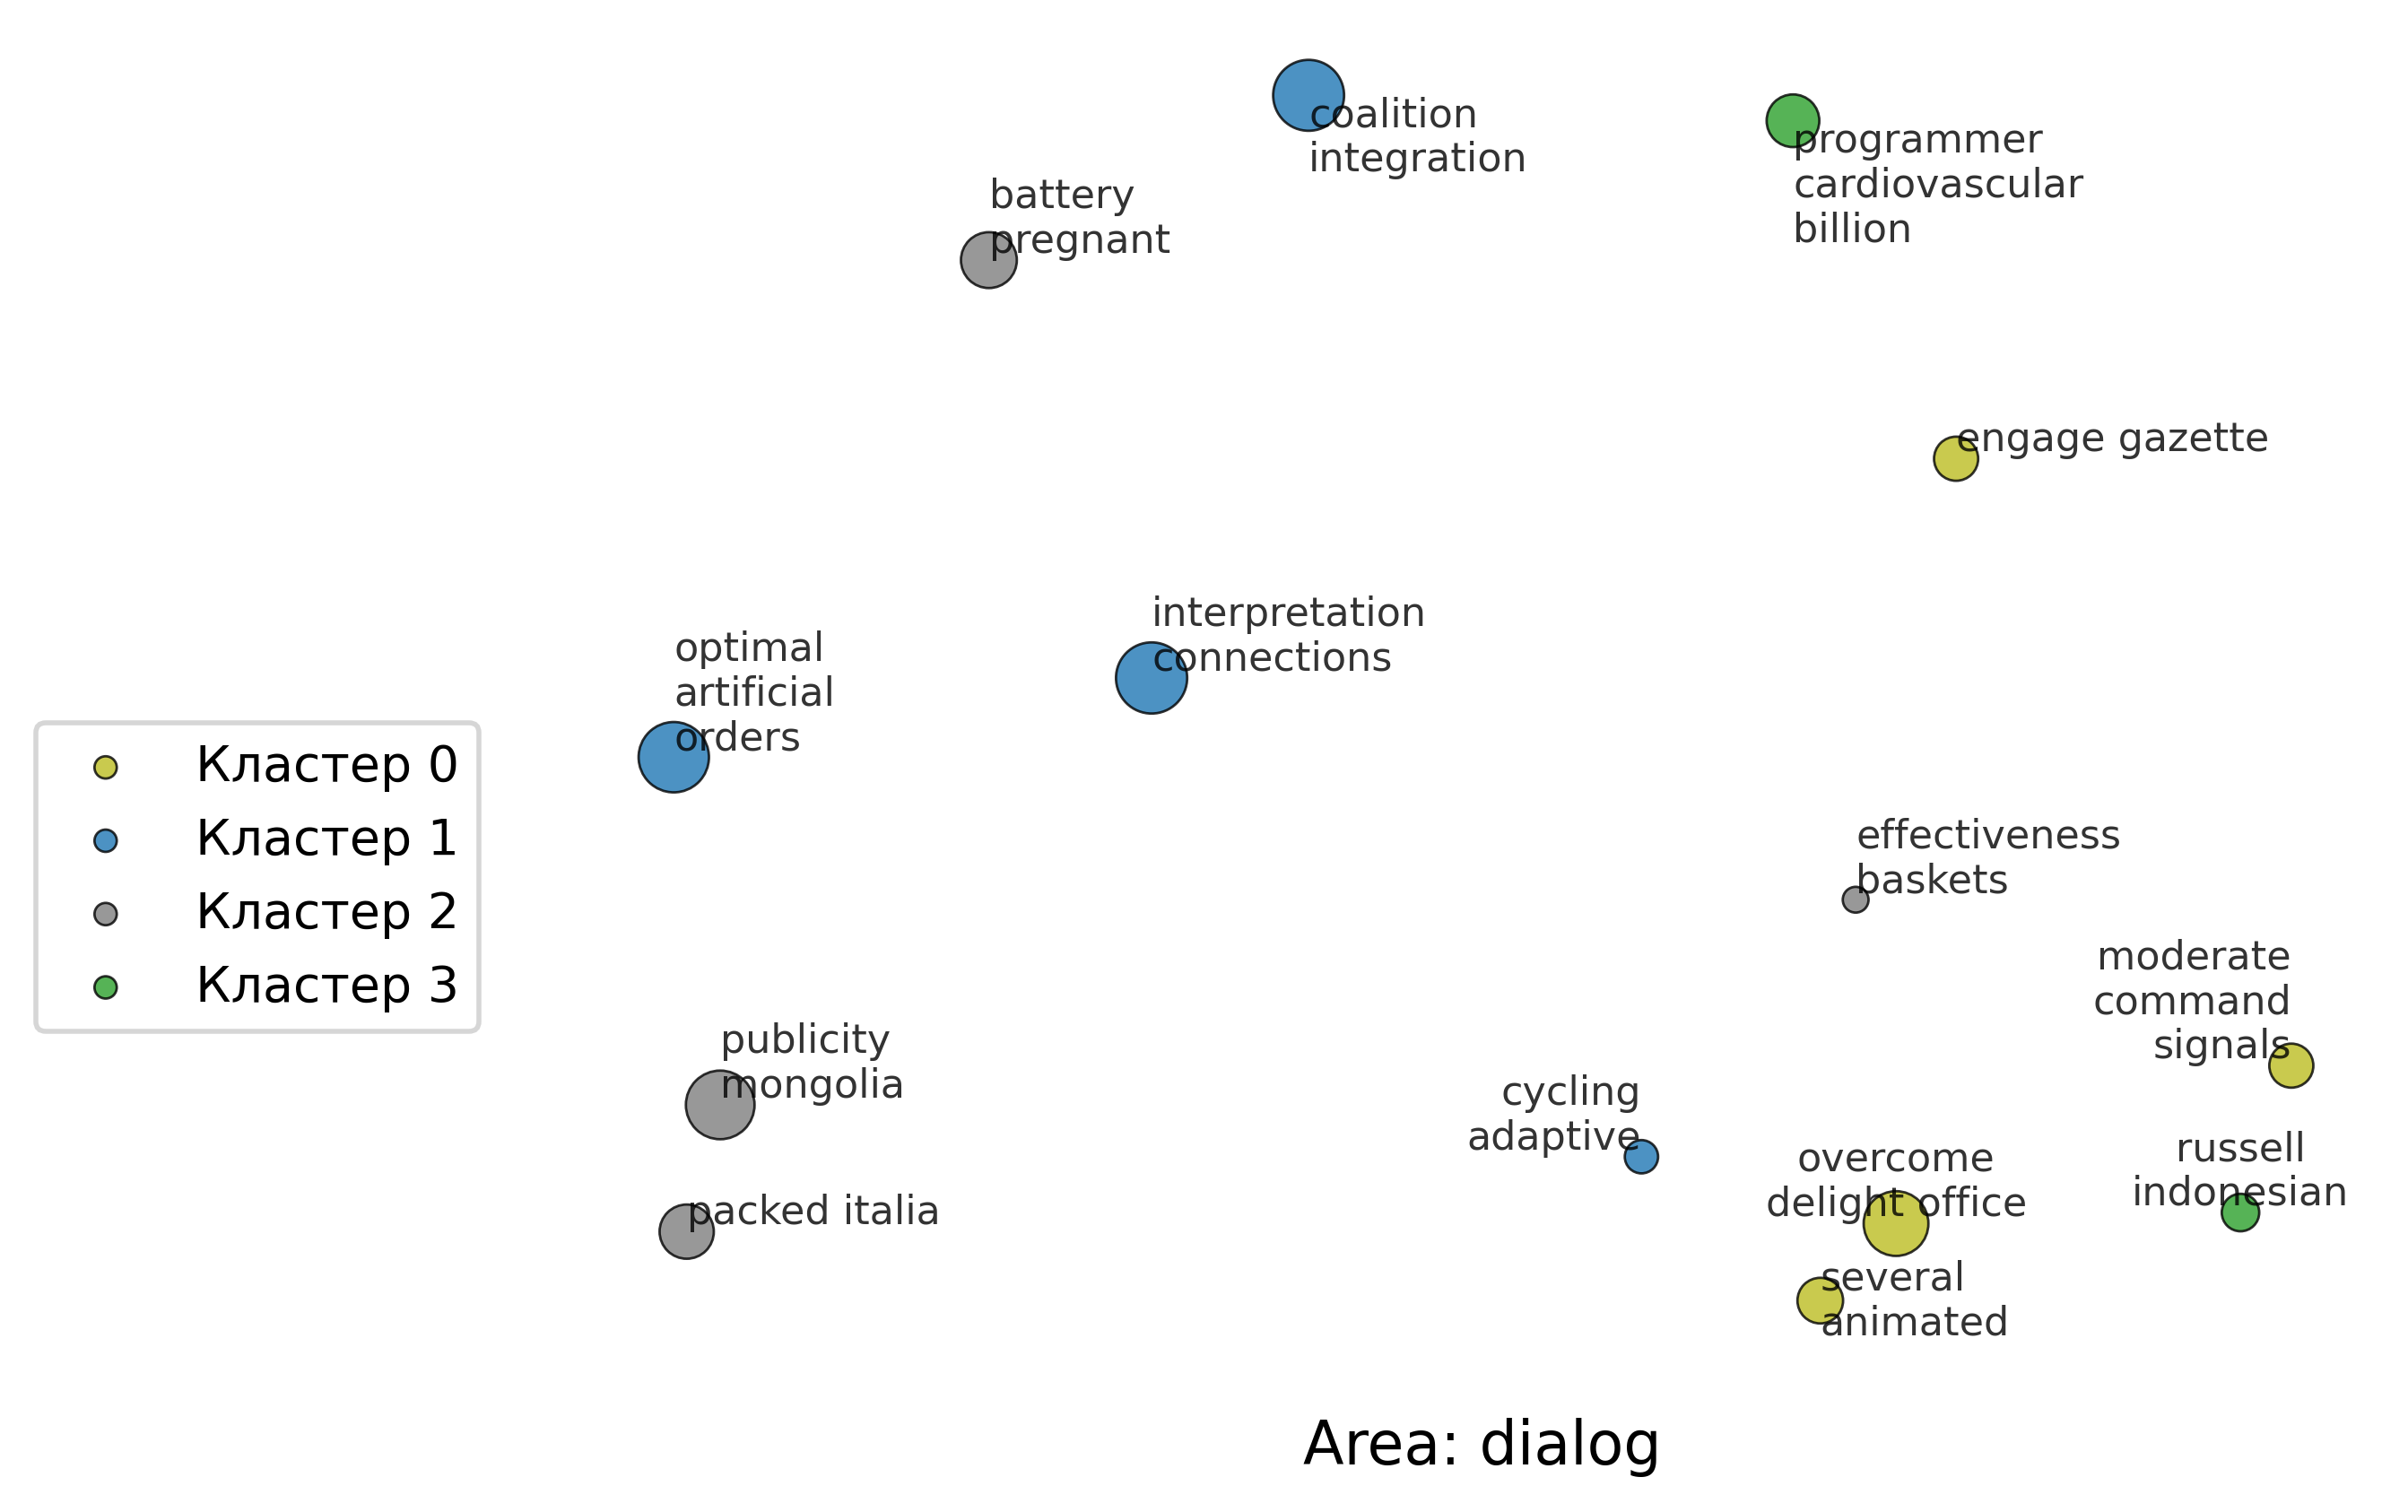 coalition
integration
programmer
cardiovascular
billion
battery
pregnant
engage gazette
interpretation
connections
optimal
artificial
orders
Кластер 0
Кластер 1
Кластер 2
Кластер 3
effectiveness
baskets
moderate
command
signals
publicity
mongolia
cycling
adaptive
overcome
delight office
russell
indonesian
packed italia
several
animated
Area: dialog